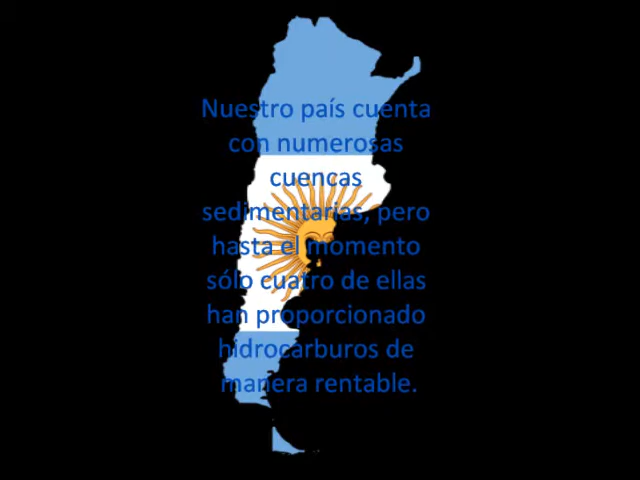 Nuestro país cuenta
con numerosas
cuencas
sedimentarias, pero
hasta el momento
sólo cuatro de ellas
han proporcionado
hidrocarburos de
manera rentable.